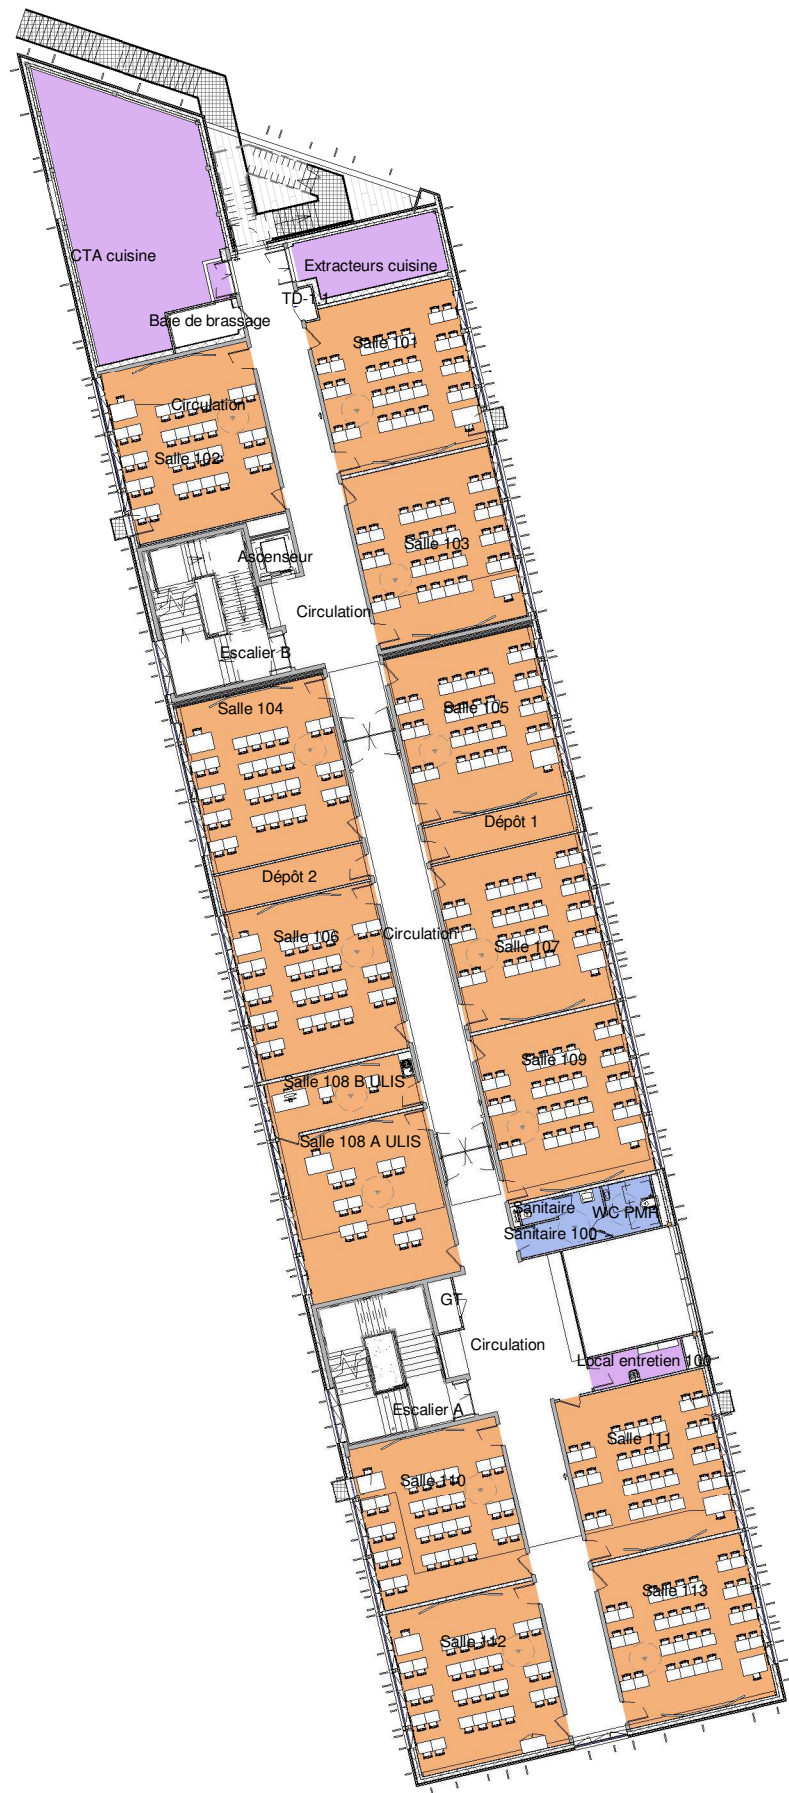 CTA cuisine
Extracteurs cuisine
TD-1.1
Baie de brassage
Salle 101
Circulation
Salle 102
Salle 103
Ascenseur
Circulation
Escalier B
Salle 104
Salle 105
Dépôt 1
Dépôt 2
Salle 106
Circulation
Salle 107
Salle 109
Salle 108 B ULIS
Salle 108 A ULIS
Sanitaire
WC PMR
Sanitaire 100
GT
Circulation
Local entretien 100
Escalier A
Salle 111
Salle 110
Salle 113
Salle 112